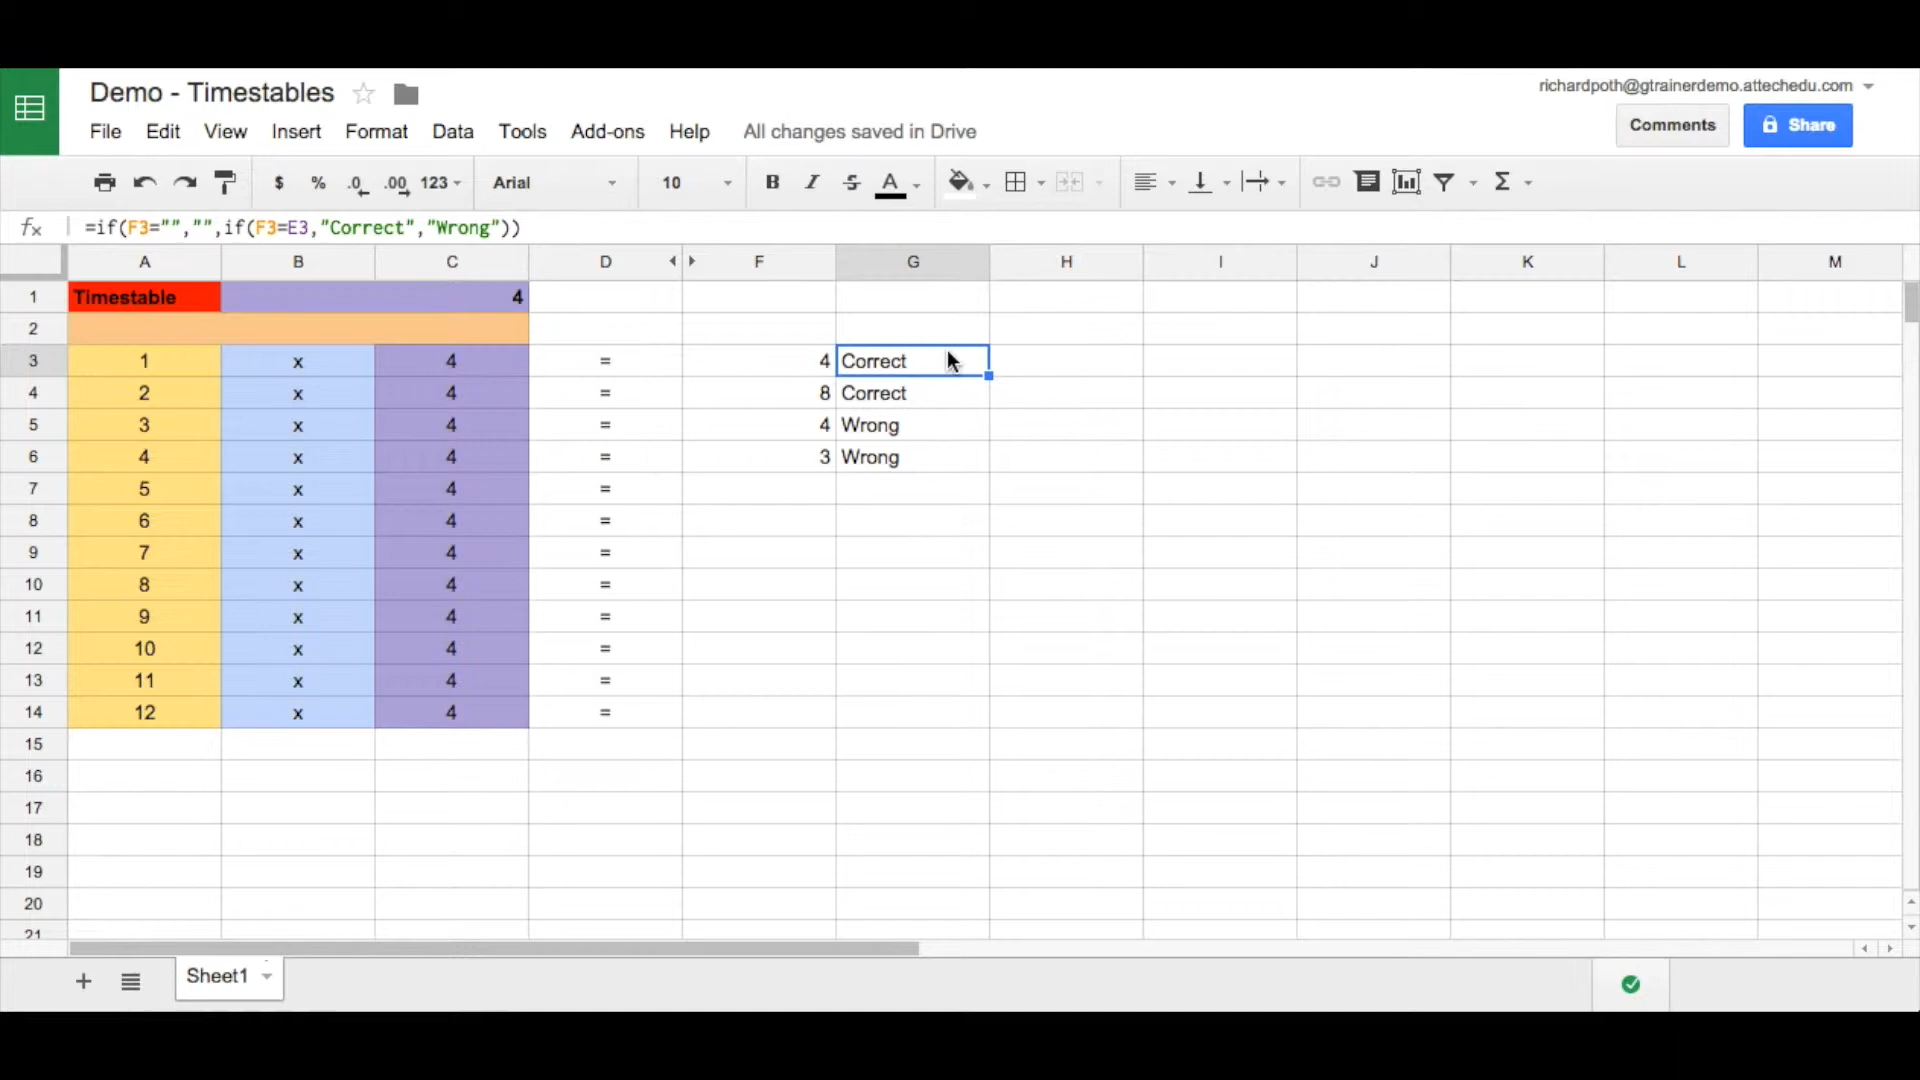 Demo - Timestables
richardpoth@gtrainerdemo.attechedu.com
File Edit View Insert Format Data Tools Add-ons Help All changes saved in Drive
Comments Share
$ % .0 .00 123 Arial 10 B I S A Σ
fx =if(F3="","",if(F3=E3,"Correct","Wrong"))
A B C D F G H I J K L M
1 Timestable 4
2
3 1 x 4 = 4 Correct
4 2 x 4 = 8 Correct
5 3 x 4 = 4 Wrong
6 4 x 4 = 3 Wrong
7 5 x 4 =
8 6 x 4 =
9 7 x 4 =
10 8 x 4 =
11 9 x 4 =
12 10 x 4 =
13 11 x 4 =
14 12 x 4 =
15
16
17
18
19
20
21
+ Sheet1